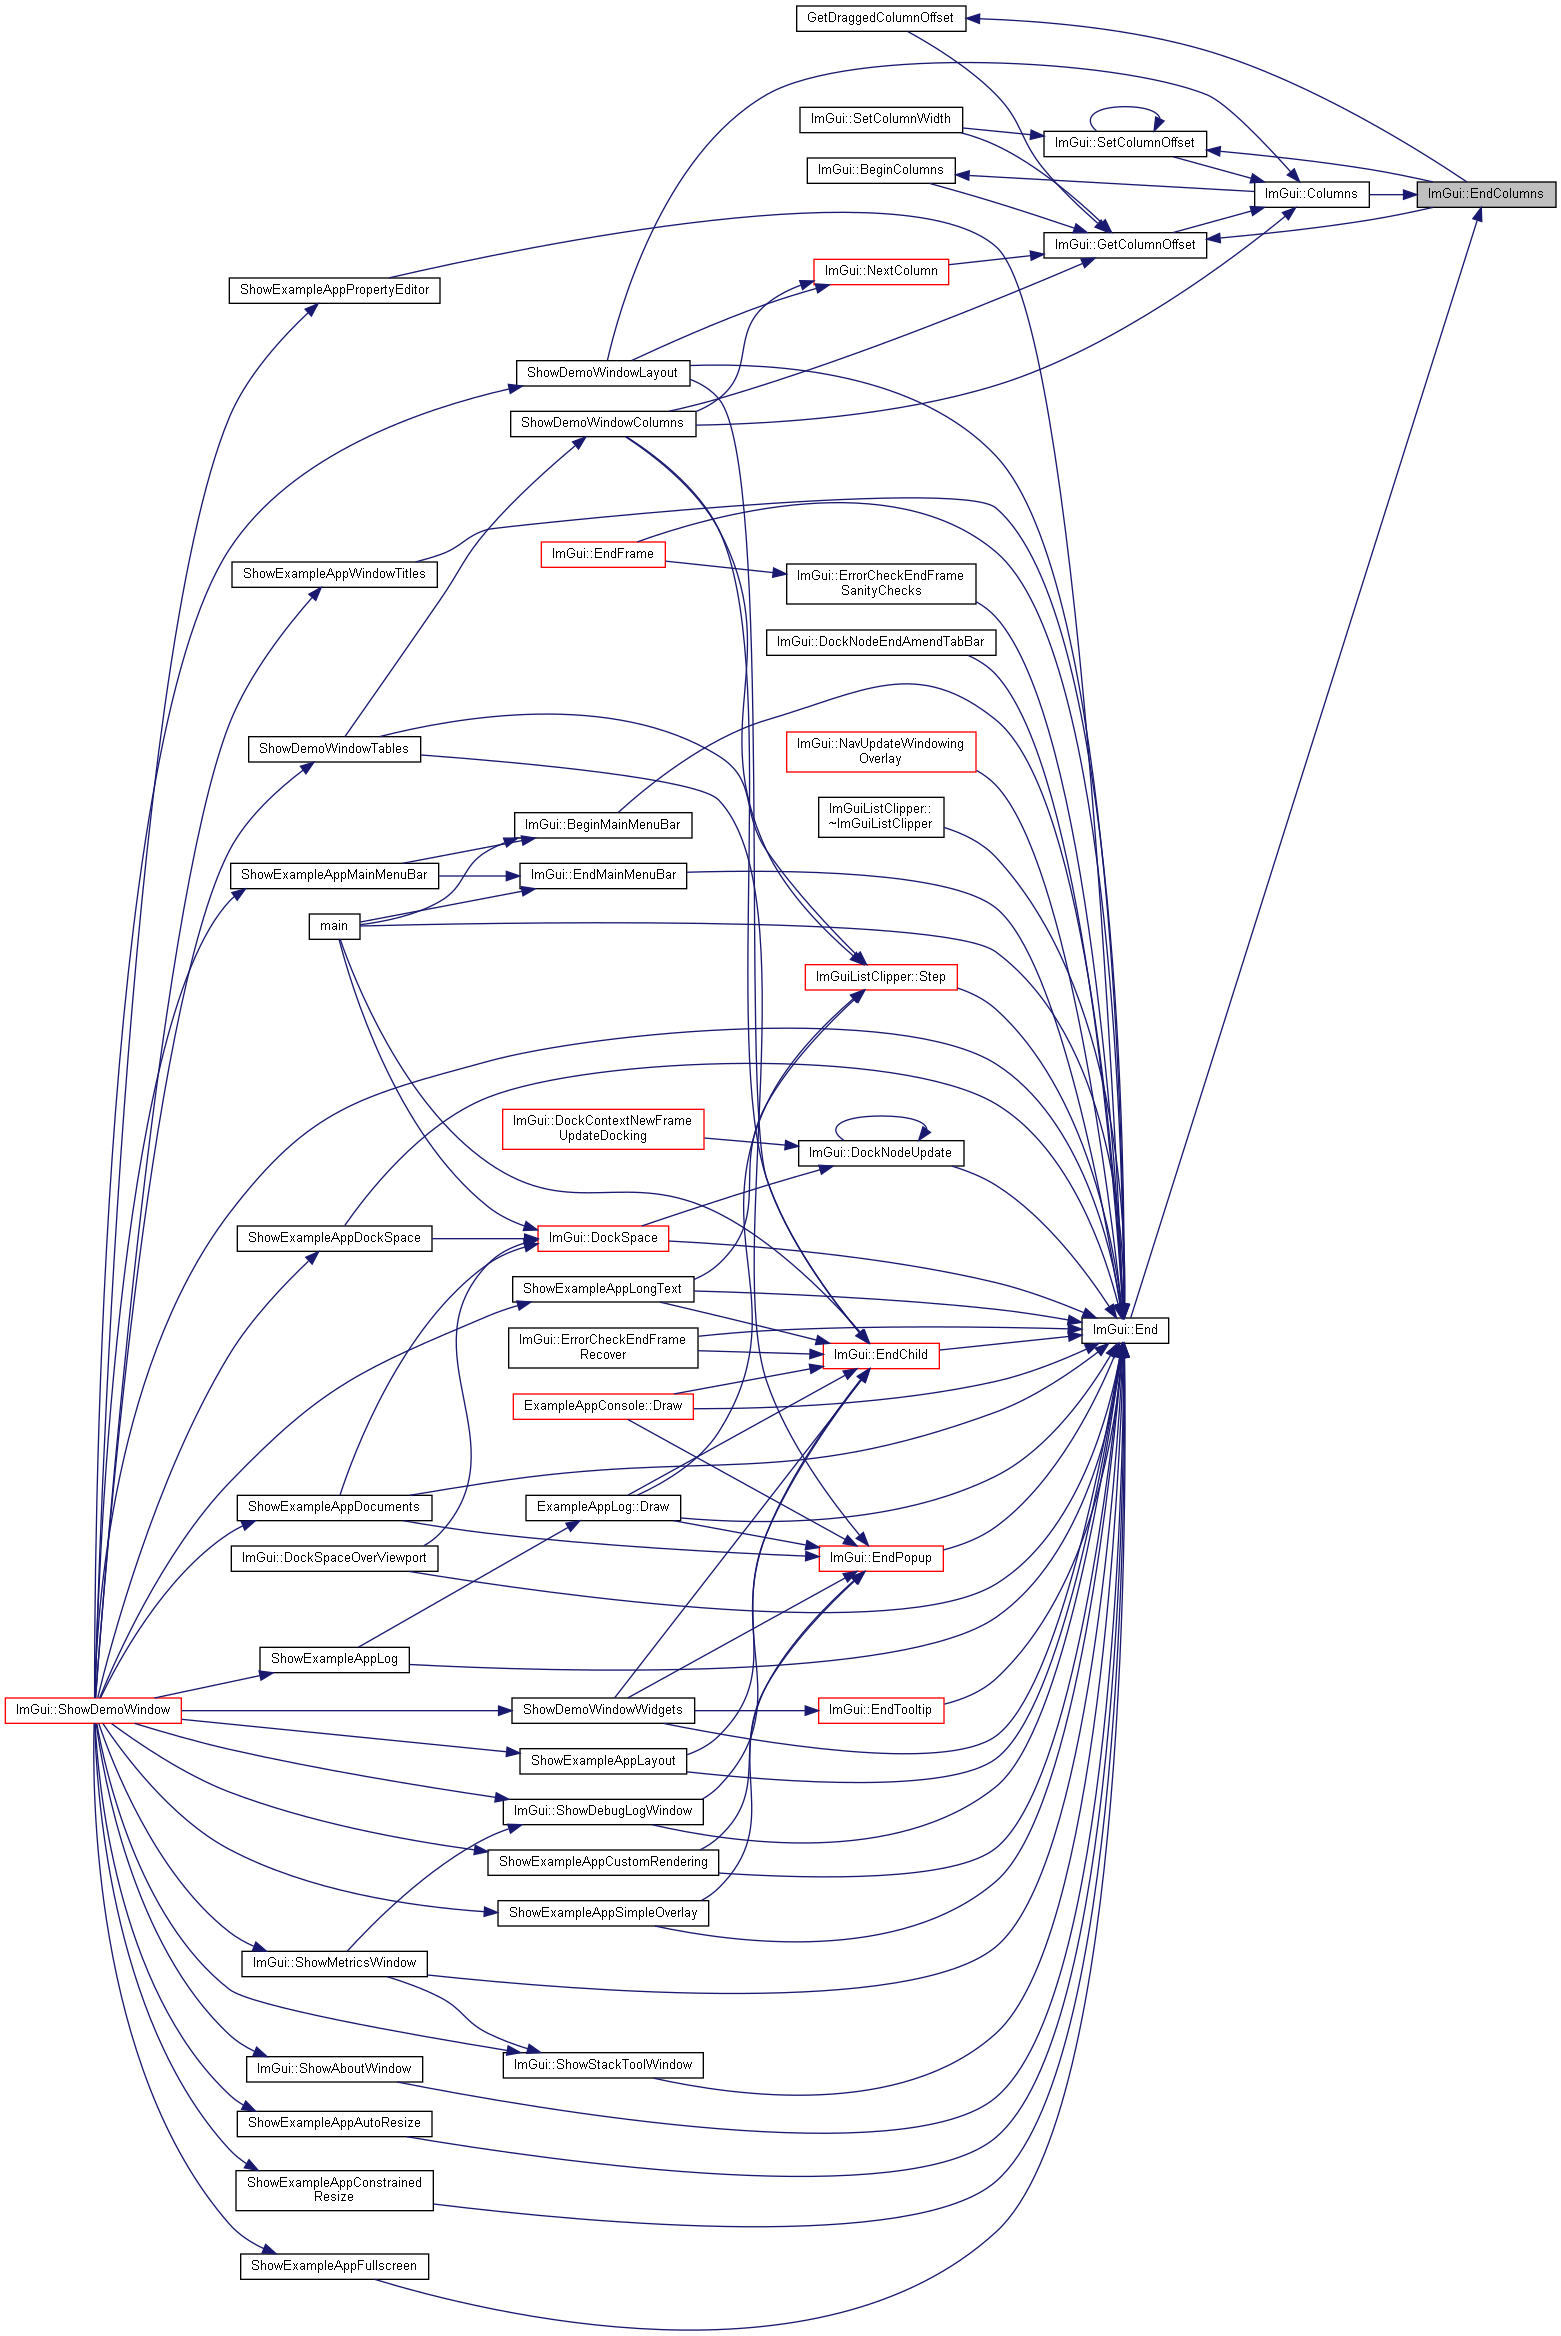 GetDraggedColumnOffset
ImGui::SetColumnWidth
ImGui::SetColumnOffset
ImGui::BeginColumns
ImGui::Columns
ImGui::EndColumns
ImGui::GetColumnOffset
ImGui::NextColumn
ShowExampleAppPropertyEditor
ShowDemoWindowLayout
ShowDemoWindowColumns
ImGui::EndFrame
ShowExampleAppWindowTitles
ImGui::ErrorCheckEndFrame
SanityChecks
ImGui::DockNodeEndAmendTabBar
ShowDemoWindowTables
ImGui::NavUpdateWindowing
Overlay
ImGuiListClipper::
~ImGuiListClipper
ImGui::BeginMainMenuBar
ShowExampleAppMainMenuBar
ImGui::EndMainMenuBar
main
ImGuiListClipper::Step
ImGui::DockContextNewFrame
UpdateDocking
ImGui::DockNodeUpdate
ShowExampleAppDockSpace
ImGui::DockSpace
ShowExampleAppLongText
ImGui::End
ImGui::ErrorCheckEndFrame
Recover
ImGui::EndChild
ExampleAppConsole::Draw
ShowExampleAppDocuments
ExampleAppLog::Draw
ImGui::DockSpaceOverViewport
ImGui::EndPopup
ShowExampleAppLog
ImGui::ShowDemoWindow
ShowDemoWindowWidgets
ImGui::EndTooltip
ShowExampleAppLayout
ImGui::ShowDebugLogWindow
ShowExampleAppCustomRendering
ShowExampleAppSimpleOverlay
ImGui::ShowMetricsWindow
ImGui::ShowAboutWindow
ImGui::ShowStackToolWindow
ShowExampleAppAutoResize
ShowExampleAppConstrained
Resize
ShowExampleAppFullscreen